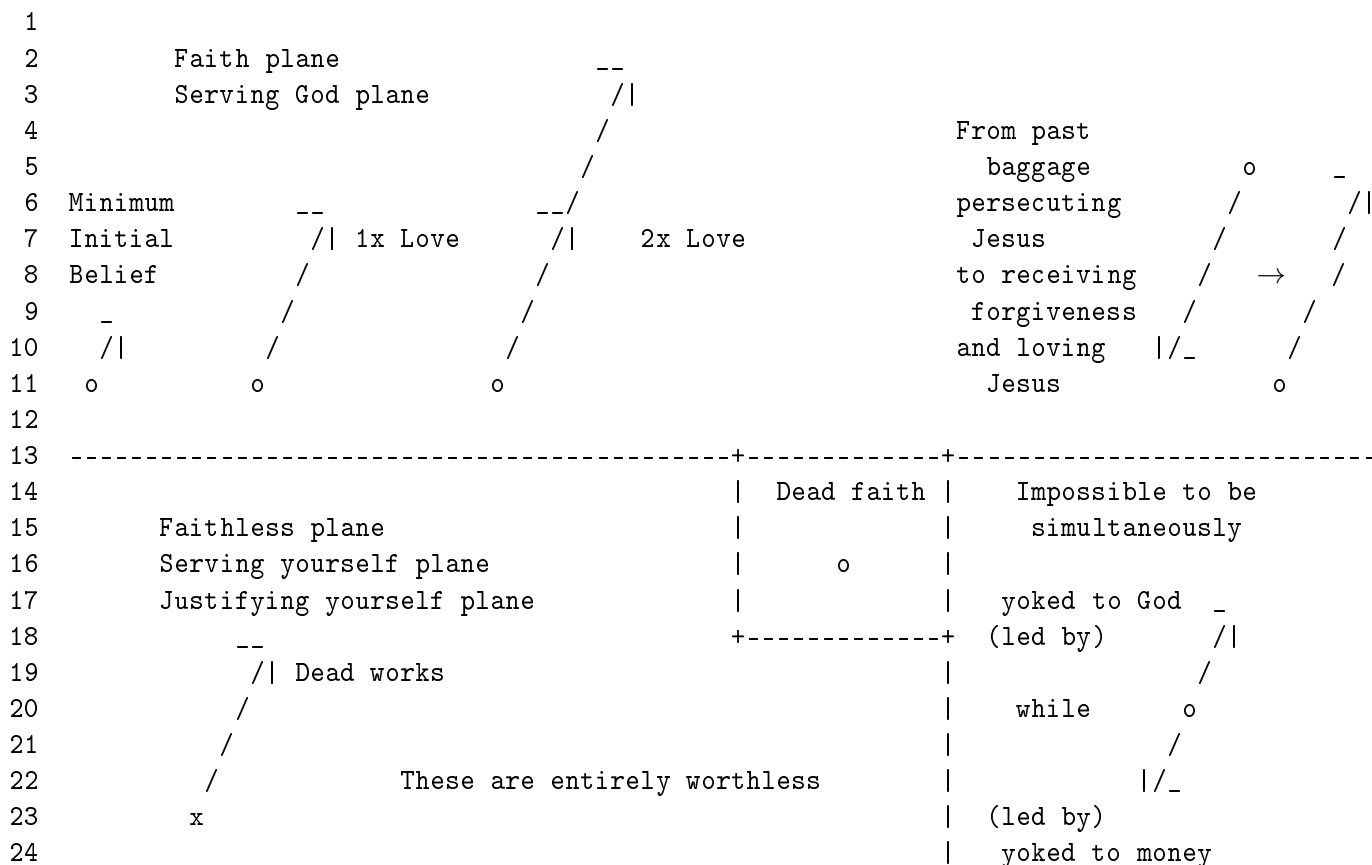 1
2         Faith plane                 __
3         Serving God plane            /|
4                                     /                       From past
5                                    /                          baggage          o     _
6  Minimum        __              __/                         persecuting       /       /|
7  Initial         /| 1x Love      /|    2x Love               Jesus           /       /
8  Belief         /               /                           to receiving    /   →   /
9    _           /               /                             forgiveness   /       /
10   /|         /               /                             and loving   |/_      /
11  o          o               o                                Jesus              o
12
13 --------------------------------------------+-------------+----------------------------
14                                             |  Dead faith |    Impossible to be
15       Faithless plane                       |             |     simultaneously
16       Serving yourself plane                |      o      |
17       Justifying yourself plane             |             |   yoked to God  _
18            __                               +-------------+  (led by)       /|
19             /| Dead works                                 |                /
20            /                                              |    while      o
21           /                                               |              /
22          /            These are entirely worthless        |            |/_
23         x                                                 |  (led by)
24                                                           |   yoked to money